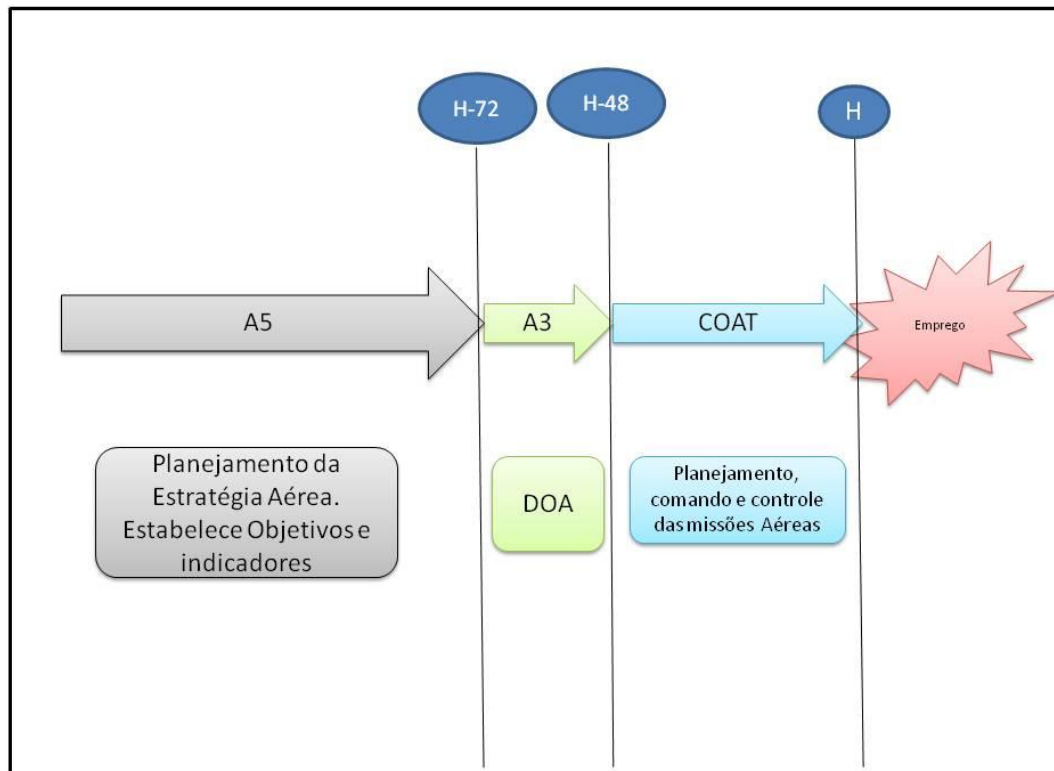 H-72
H-48
H
A5
A3
COAT
Emprego
Planejamento da
Estratégia Aérea.
Estabelece Objetivos e
indicadores
DOA
Planejamento,
comando e controle
das missões Aéreas